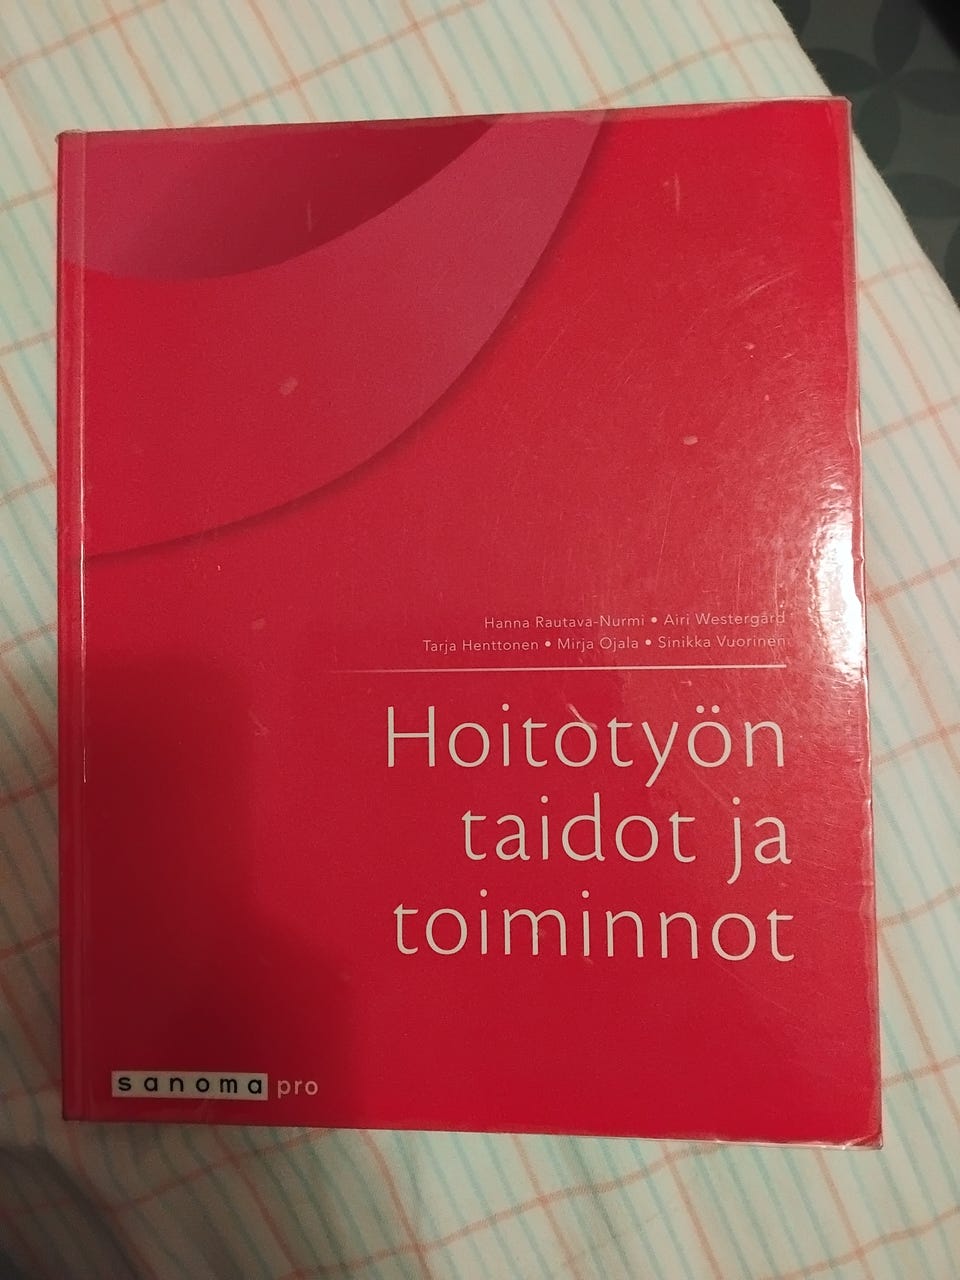 Hanna Rautava-Nurmi • Airi Westergård
Tarja Henttonen • Mirja Ojala • Sinikka Vuorinen
Hoitotyön
taidot ja
toiminnot
sanoma pro